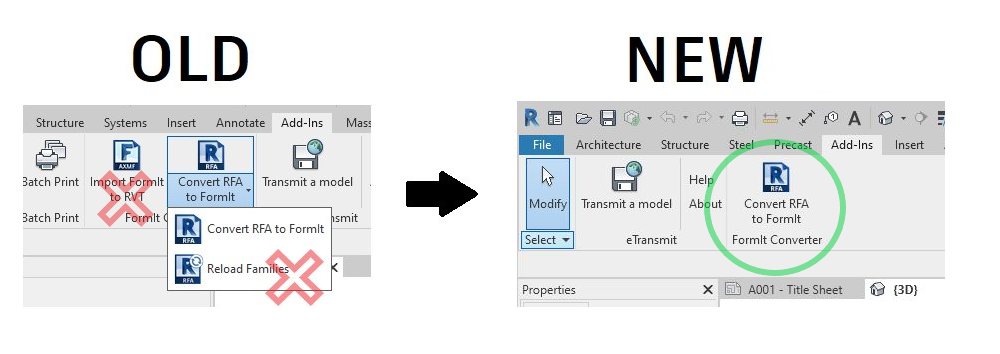 OLD
NEW
Structure Systems Insert Annotate Add-Ins Mass
AXMF
RFA
Batch Print Import FormIt Convert RFA Transmit a model
to RVT to FormIt
Batch Print FormIt C smit
RFA Convert RFA to FormIt
RFA Reload Families
File Architecture Structure Steel Precast Add-Ins Insert
RFA
Modify Transmit a model Help Convert RFA
About to FormIt
Select eTransmit FormIt Converter
Properties A001 - Title Sheet {3D}